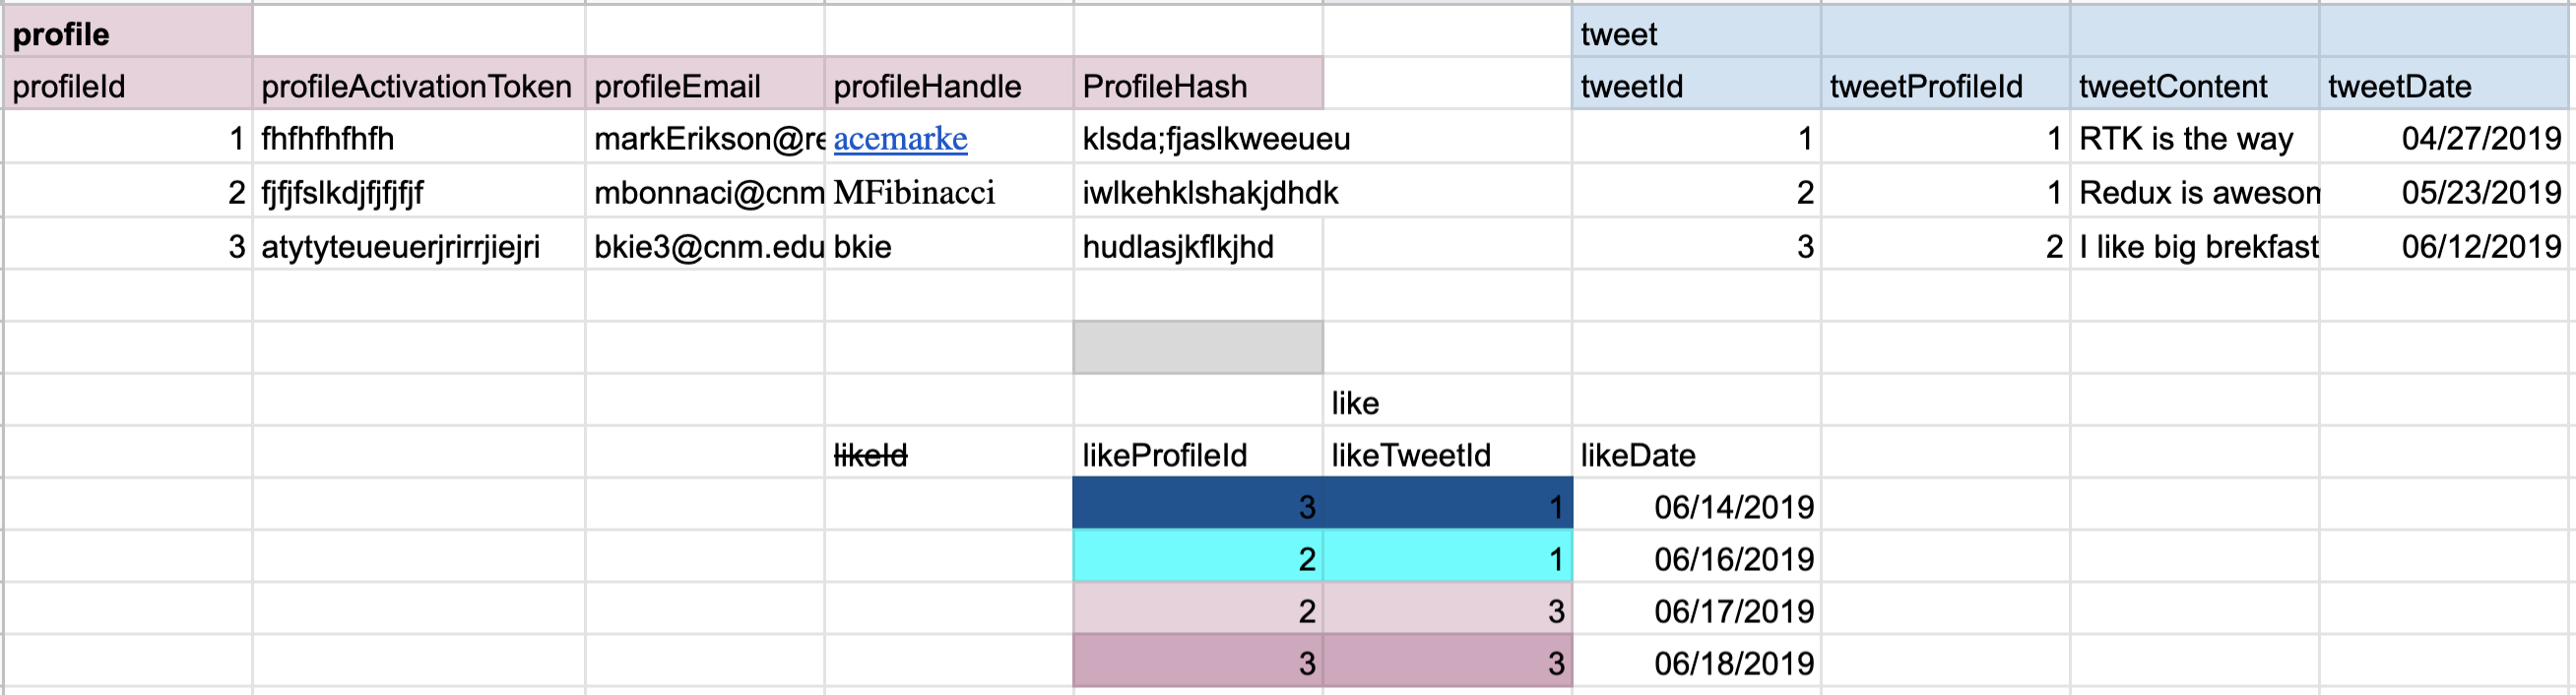 profile tweet
profileId profileActivationToken profileEmail profileHandle ProfileHash tweetId tweetProfileId tweetContent tweetDate
1 fhfhfhfhfh markErikson@re acemarke klsda;fjaslkweeueu 1 1 RTK is the way 04/27/2019
2 fjfjfslkdjfjfjfjf mbonnaci@cnm MFibinacci iwlkehklshakjdhdk 2 1 Redux is aweson 05/23/2019
3 atytyteueuerjrirrjiejri bkie3@cnm.edu bkie hudlasjkflkjhd 3 2 I like big brekfast 06/12/2019
like
likeId likeProfileId likeTweetId likeDate
3 1 06/14/2019
2 1 06/16/2019
2 3 06/17/2019
3 3 06/18/2019